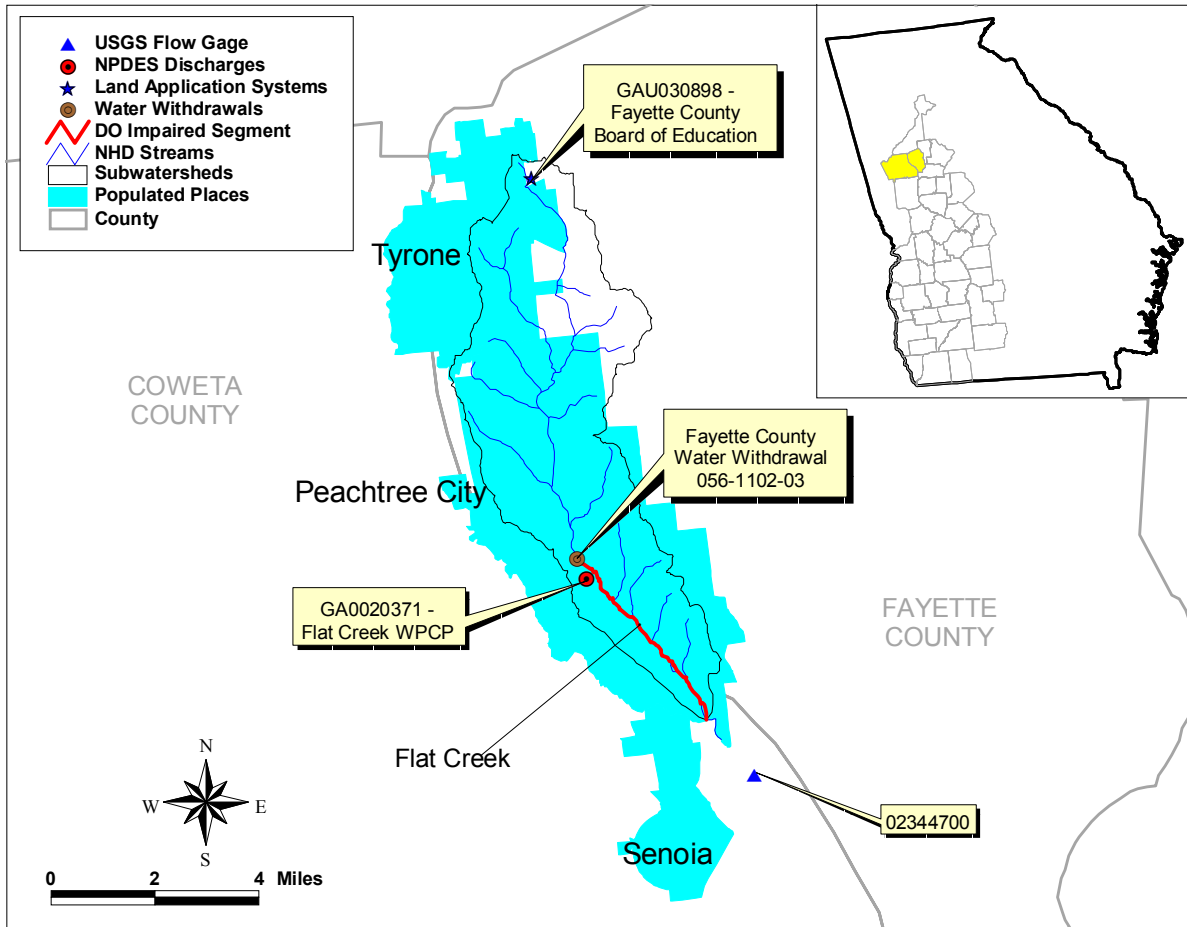 USGS Flow Gage
NPDES Discharges
Land Application Systems
Water Withdrawals
DO Impaired Segment
NHD Streams
Subwatersheds
Populated Places
County
GAU030898 -
Fayette County
Board of Education
Tyrone
COWETA
COUNTY
Fayette County
Water Withdrawal
056-1102-03
Peachtree City
GA0020371 -
Flat Creek WPCP
FAYETTE
COUNTY
Flat Creek
N
W E
S
02344700
Senoia
0 2 4 Miles